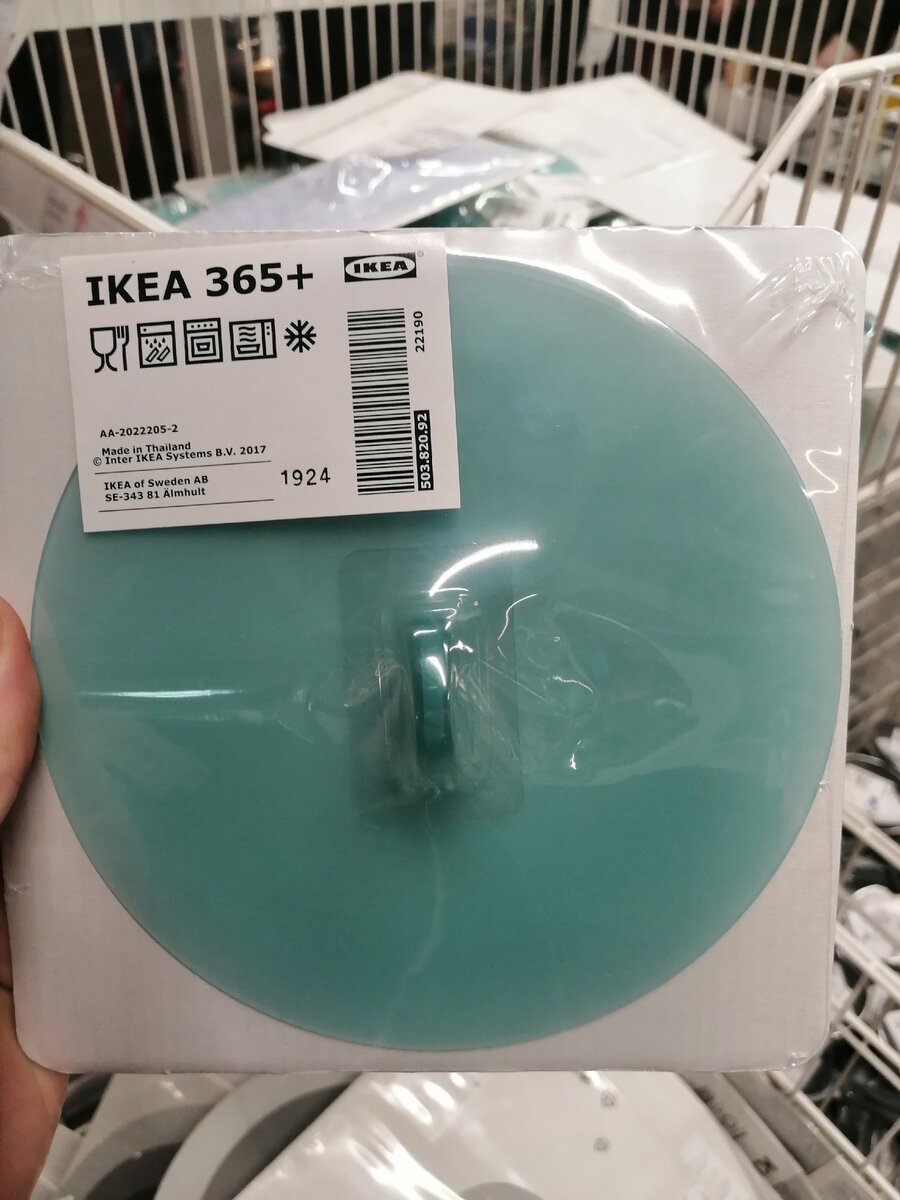 IKEA 365+
IKEA®
22190
503.820.92
AA-2022205-2
Made in Thailand
© Inter IKEA Systems B.V. 2017
IKEA of Sweden AB
SE-343 81 Älmhult
1924